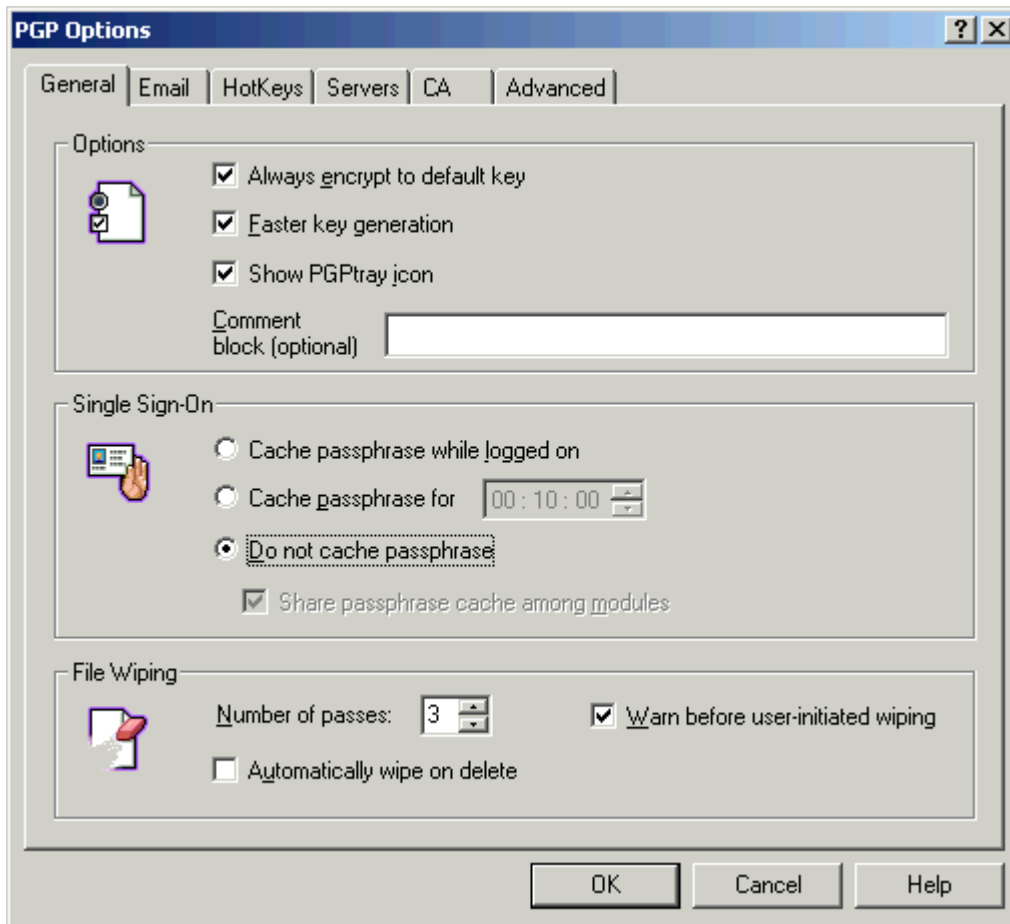 PGP Options
General Email HotKeys Servers CA Advanced
Options
Always encrypt to default key
Faster key generation
Show PGPtray icon
Comment
block (optional)
Single Sign-On
Cache passphrase while logged on
Cache passphrase for 00 : 10 : 00
Do not cache passphrase
Share passphrase cache among modules
File Wiping
Number of passes: 3 Warn before user-initiated wiping
Automatically wipe on delete
OK Cancel Help